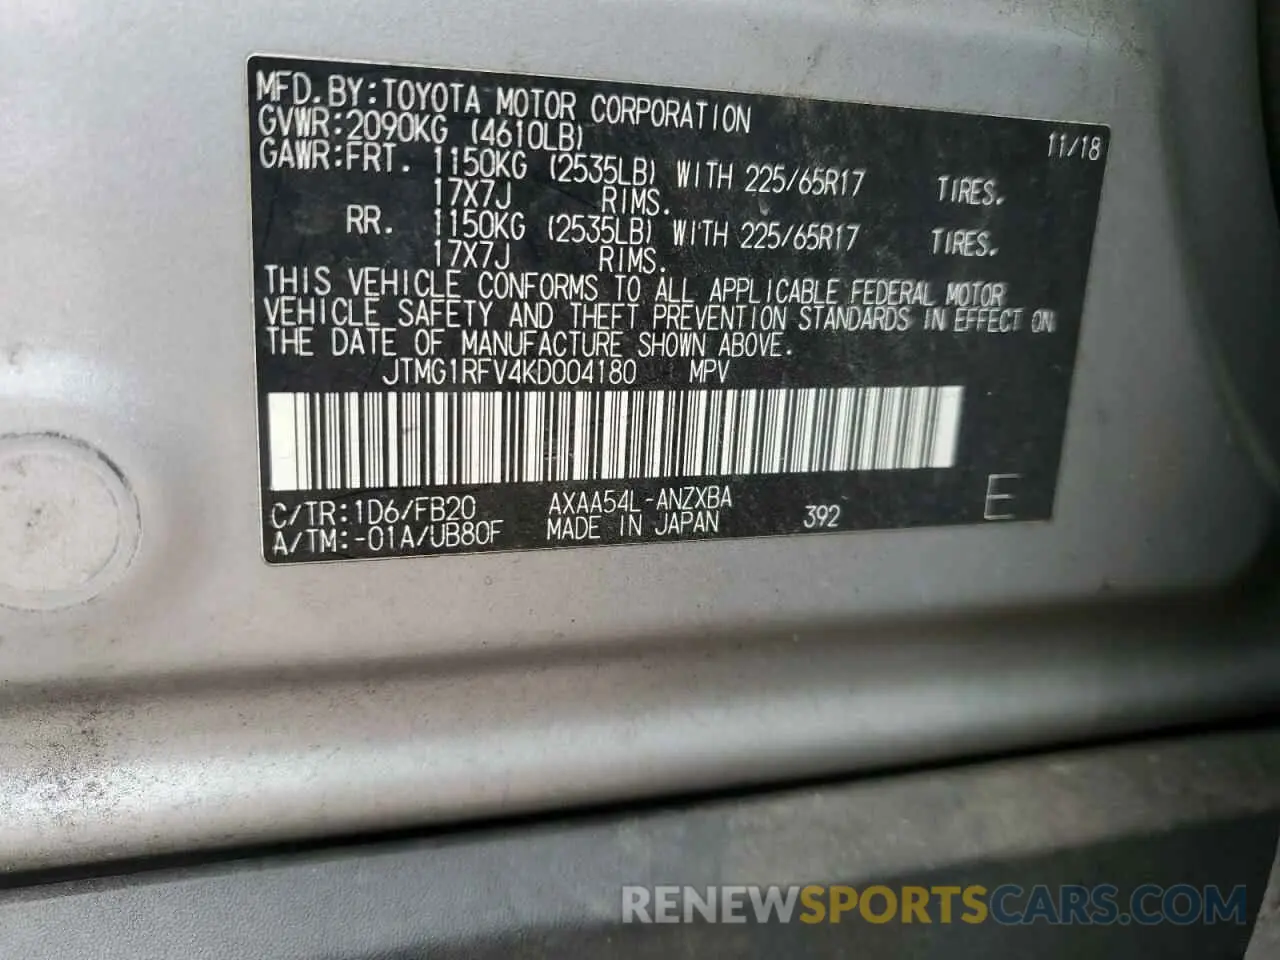 MFD.BY:TOYOTA MOTOR CORPORATION 11/18
GVWR:2090KG (4610LB)
GAWR:FRT. 1150KG (2535LB) WITH 225/65R17 TIRES.
17X7J RIMS.
RR. 1150KG (2535LB) WITH 225/65R17 TIRES.
17X7J RIMS.
THIS VEHICLE CONFORMS TO ALL APPLICABLE FEDERAL MOTOR
VEHICLE SAFETY AND THEFT PREVENTION STANDARDS IN EFFECT ON
THE DATE OF MANUFACTURE SHOWN ABOVE.
JTMG1RFV4KD004180 MPV
C/TR:1D6/FB20 AXAA54L-ANZXBA
A/TM:-01A/UB80F MADE IN JAPAN 392 E
RENEWSPORTSCARS.COM